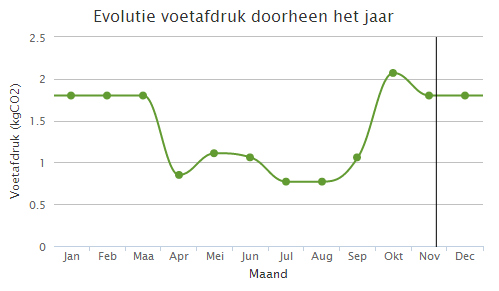 Evolutie voetafdruk doorheen het jaar
Voetafdruk (kgCO2)
2.5
2
1.5
1
0.5
0
Jan Feb Maa Apr Mei Jun Jul Aug Sep Okt Nov Dec
Maand